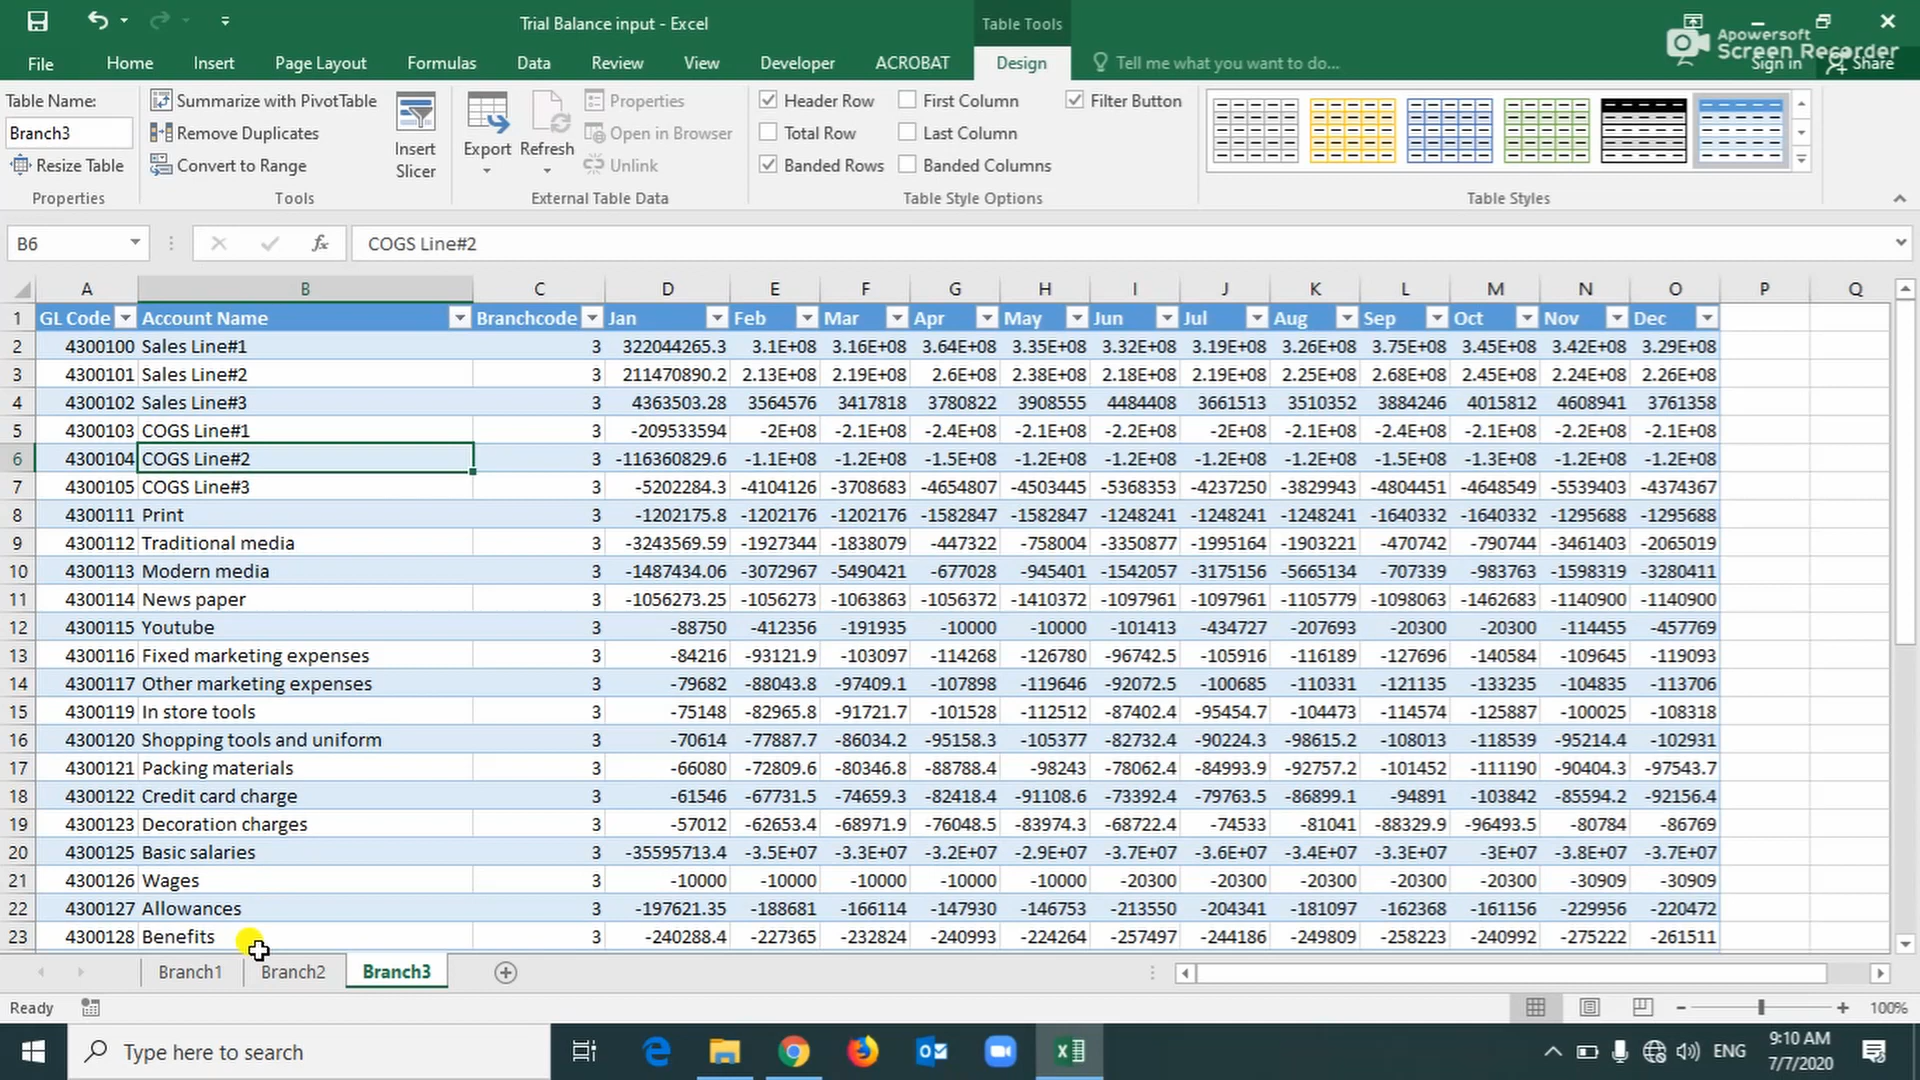 Trial Balance input - Excel
Table Tools
Apowersoft
Screen Recorder
File Home Insert Page Layout Formulas Data Review View Developer ACROBAT Design Tell me what you want to do... Sign in Share
Table Name:
Branch3
Resize Table
Properties
Summarize with PivotTable
Remove Duplicates
Convert to Range
Tools
Insert
Slicer
Export
Refresh
Properties
Open in Browser
Unlink
External Table Data
Header Row
Total Row
Banded Rows
First Column
Last Column
Banded Columns
Filter Button
Table Style Options
Table Styles
B6 fx COGS Line#2
A B C D E F G H I J K L M N O P Q
1 GL Code Account Name Branchcode Jan Feb Mar Apr May Jun Jul Aug Sep Oct Nov Dec
2 4300100 Sales Line#1 3 322044265.3 3.1E+08 3.16E+08 3.64E+08 3.35E+08 3.32E+08 3.19E+08 3.26E+08 3.75E+08 3.45E+08 3.42E+08 3.29E+08
3 4300101 Sales Line#2 3 211470890.2 2.13E+08 2.19E+08 2.6E+08 2.38E+08 2.18E+08 2.19E+08 2.25E+08 2.68E+08 2.45E+08 2.24E+08 2.26E+08
4 4300102 Sales Line#3 3 4363503.28 3564576 3417818 3780822 3908555 4484408 3661513 3510352 3884246 4015812 4608941 3761358
5 4300103 COGS Line#1 3 -209533594 -2E+08 -2.1E+08 -2.4E+08 -2.1E+08 -2.2E+08 -2E+08 -2.1E+08 -2.4E+08 -2.1E+08 -2.2E+08 -2.1E+08
6 4300104 COGS Line#2 3 -116360829.6 -1.1E+08 -1.2E+08 -1.5E+08 -1.2E+08 -1.2E+08 -1.2E+08 -1.2E+08 -1.5E+08 -1.3E+08 -1.2E+08 -1.2E+08
7 4300105 COGS Line#3 3 -5202284.3 -4104126 -3708683 -4654807 -4503445 -5368353 -4237250 -3829943 -4804451 -4648549 -5539403 -4374367
8 4300111 Print 3 -1202175.8 -1202176 -1202176 -1582847 -1582847 -1248241 -1248241 -1248241 -1640332 -1640332 -1295688 -1295688
9 4300112 Traditional media 3 -3243569.59 -1927344 -1838079 -447322 -758004 -3350877 -1995164 -1903221 -470742 -790744 -3461403 -2065019
10 4300113 Modern media 3 -1487434.06 -3072967 -5490421 -677028 -945401 -1542057 -3175156 -5665134 -707339 -983763 -1598319 -3280411
11 4300114 News paper 3 -1056273.25 -1056273 -1063863 -1056372 -1410372 -1097961 -1097961 -1105779 -1098063 -1462683 -1140900 -1140900
12 4300115 Youtube 3 -88750 -412356 -191935 -10000 -10000 -101413 -434727 -207693 -20300 -20300 -114455 -457769
13 4300116 Fixed marketing expenses 3 -84216 -93121.9 -103097 -114268 -126780 -96742.5 -105916 -116189 -127696 -140584 -109645 -119093
14 4300117 Other marketing expenses 3 -79682 -88043.8 -97409.1 -107898 -119646 -92072.5 -100685 -110331 -121135 -133235 -104835 -113706
15 4300119 In store tools 3 -75148 -82965.8 -91721.7 -101528 -112512 -87402.4 -95454.7 -104473 -114574 -125887 -100025 -108318
16 4300120 Shopping tools and uniform 3 -70614 -77887.7 -86034.2 -95158.3 -105377 -82732.4 -90224.3 -98615.2 -108013 -118539 -95214.4 -102931
17 4300121 Packing materials 3 -66080 -72809.6 -80346.8 -88788.4 -98243 -78062.4 -84993.9 -92757.2 -101452 -111190 -90404.3 -97543.7
18 4300122 Credit card charge 3 -61546 -67731.5 -74659.3 -82418.4 -91108.6 -73392.4 -79763.5 -86899.1 -94891 -103842 -85594.2 -92156.4
19 4300123 Decoration charges 3 -57012 -62653.4 -68971.9 -76048.5 -83974.3 -68722.4 -74533 -81041 -88329.9 -96493.5 -80784 -86769
20 4300125 Basic salaries 3 -35595713.4 -3.5E+07 -3.3E+07 -3.2E+07 -2.9E+07 -3.7E+07 -3.6E+07 -3.4E+07 -3.3E+07 -3E+07 -3.8E+07 -3.7E+07
21 4300126 Wages 3 -10000 -10000 -10000 -10000 -10000 -20300 -20300 -20300 -20300 -20300 -30909 -30909
22 4300127 Allowances 3 -197621.35 -188681 -166114 -147930 -146753 -213550 -204341 -181097 -162368 -161156 -229956 -220472
23 4300128 Benefits 3 -240288.4 -227365 -232824 -240993 -224264 -257497 -244186 -249809 -258223 -240992 -275222 -261511
Branch1 Branch2 Branch3
Ready 100%
Type here to search
ENG
9:10 AM
7/7/2020